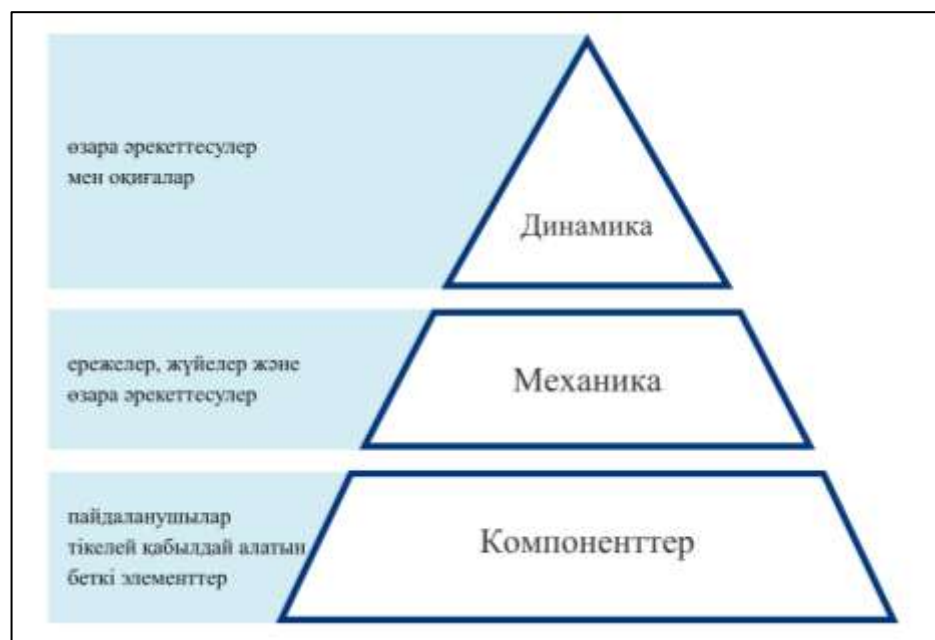 өзара әрекеттесулер
мен оқиғалар
Динамика
ережелер, жүйелер және
өзара әрекеттесулер
Механика
пайдаланушылар
тікелей қабылдай алатын
беткі элементтер
Компоненттер